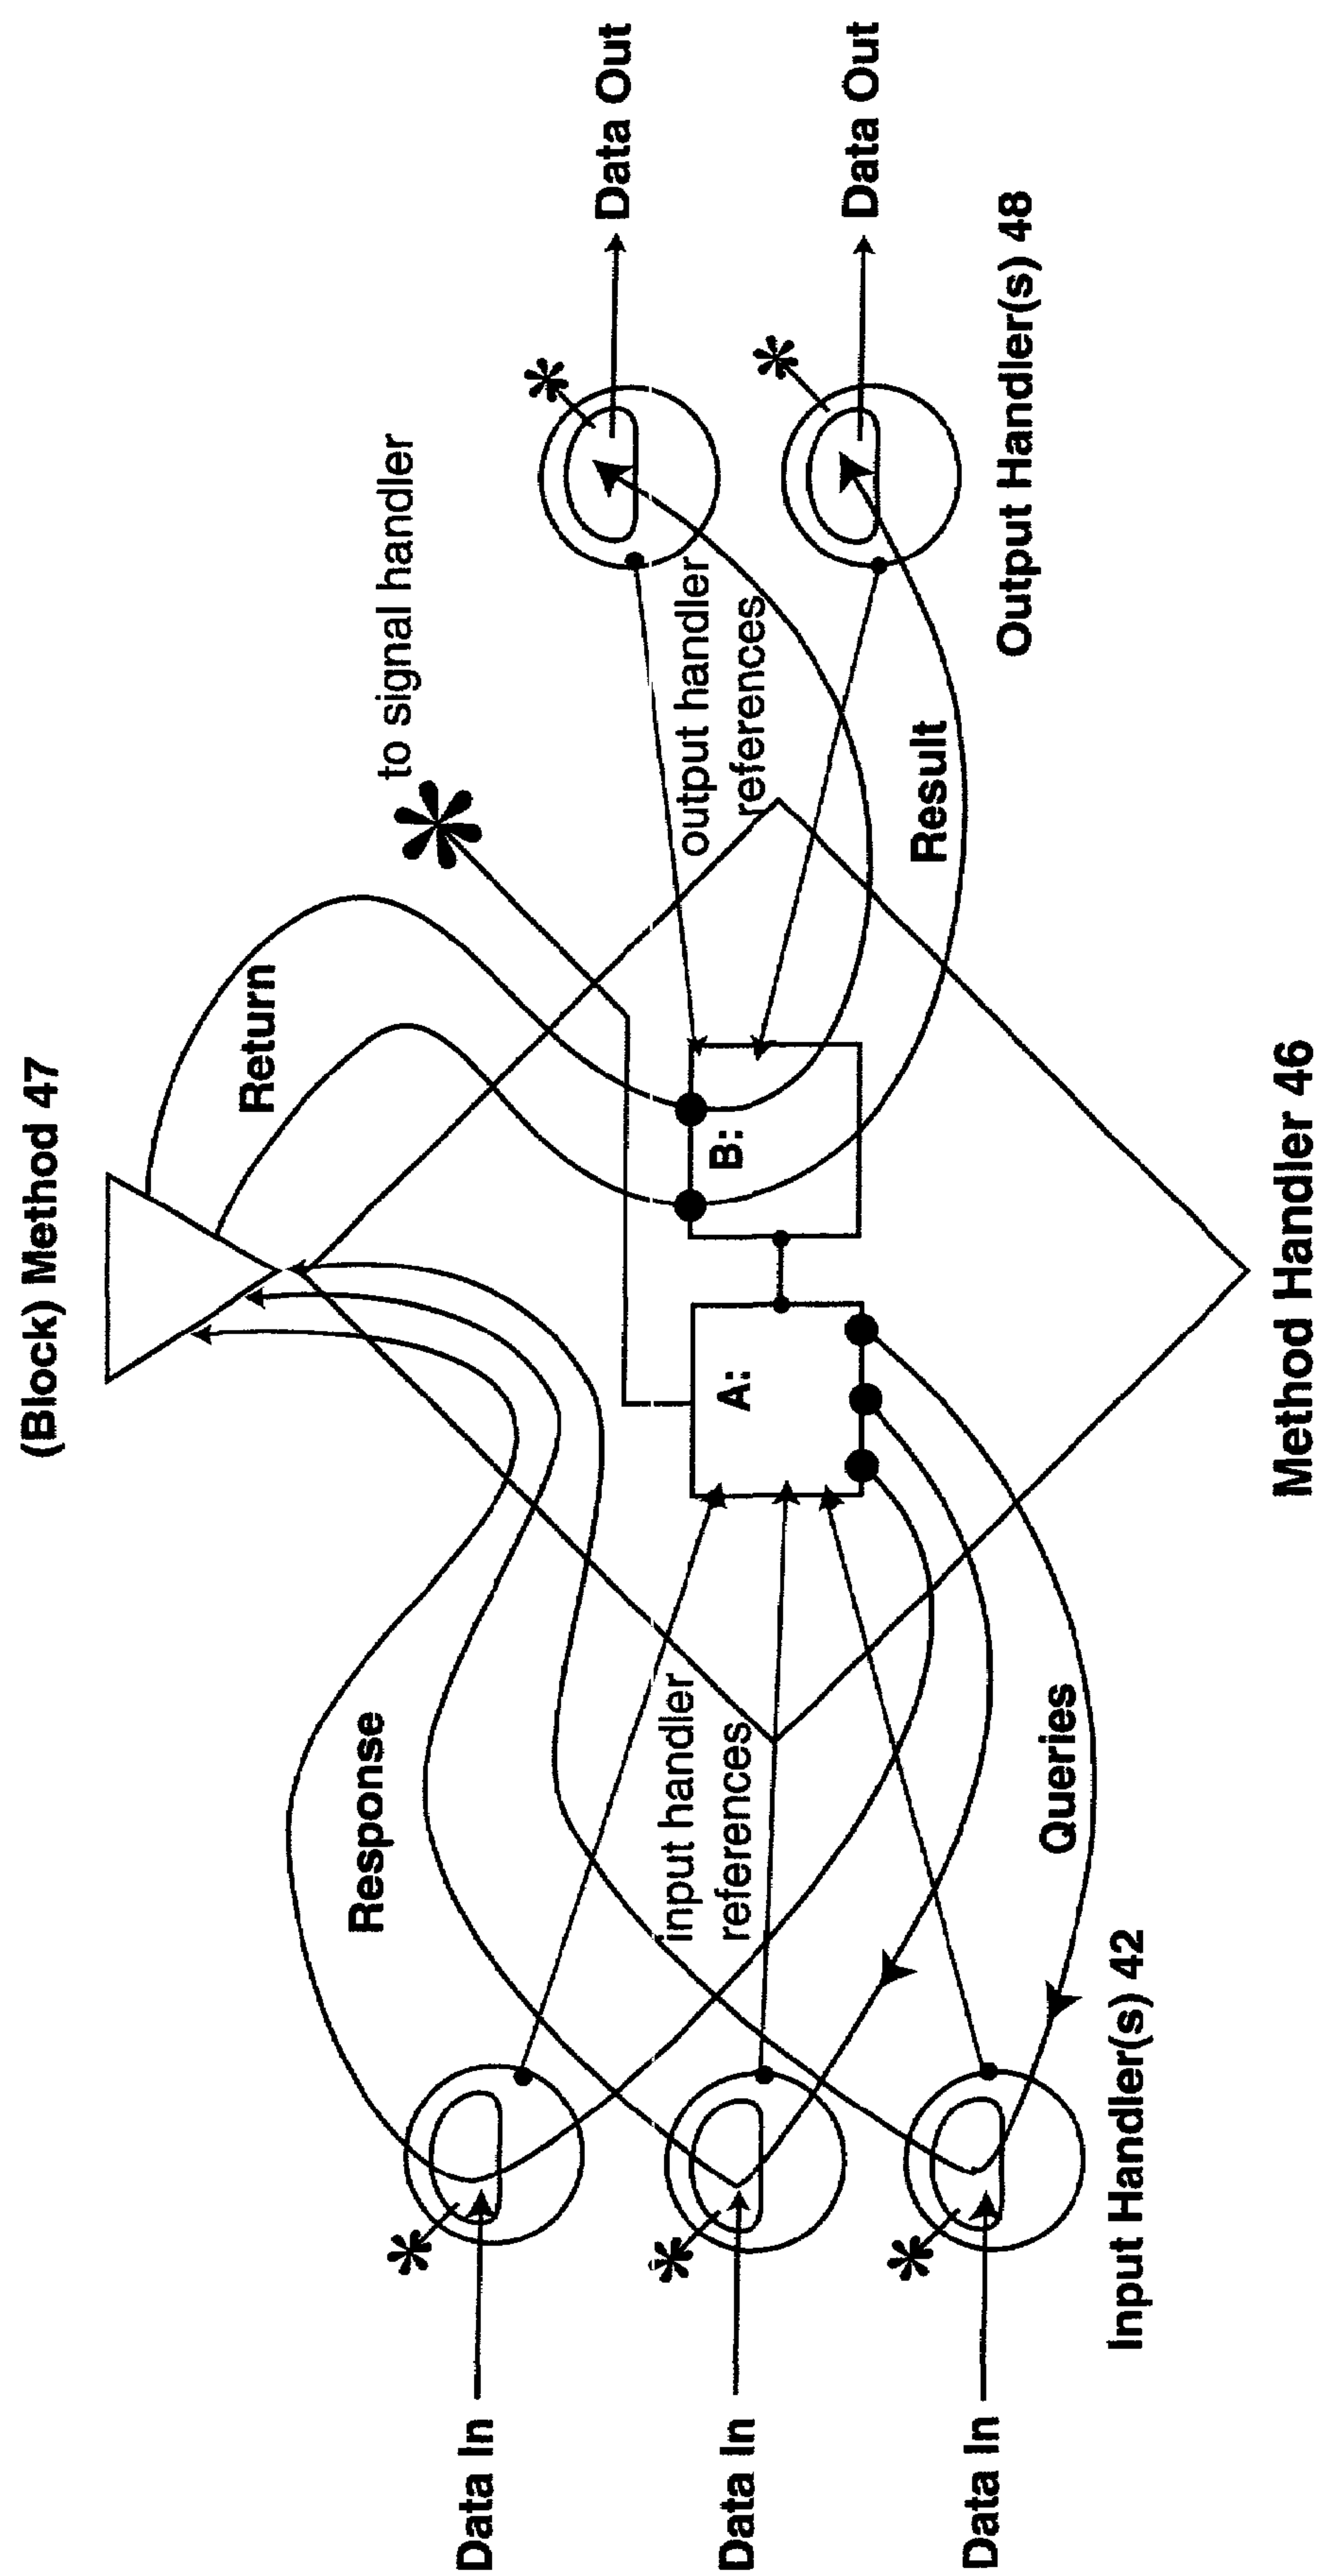 (Block) Method 47
Return
to signal handler
Data Out
Data Out
Response
input handler
references
A:
B:
output handler
references
Result
Queries
Data In
Data In
Data In
Input Handler(s) 42
Output Handler(s) 48
Method Handler 46